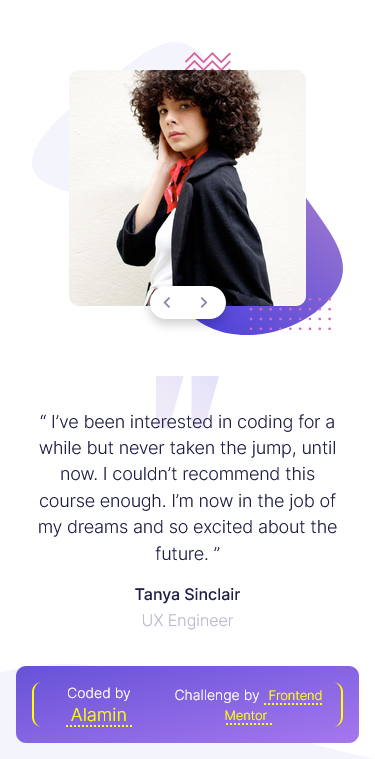 “ I’ve been interested in coding for a
while but never taken the jump, until
now. I couldn’t recommend this
course enough. I’m now in the job of
my dreams and so excited about the
future. ”
Tanya Sinclair
UX Engineer
Coded by
Alamin
Challenge by Frontend
Mentor